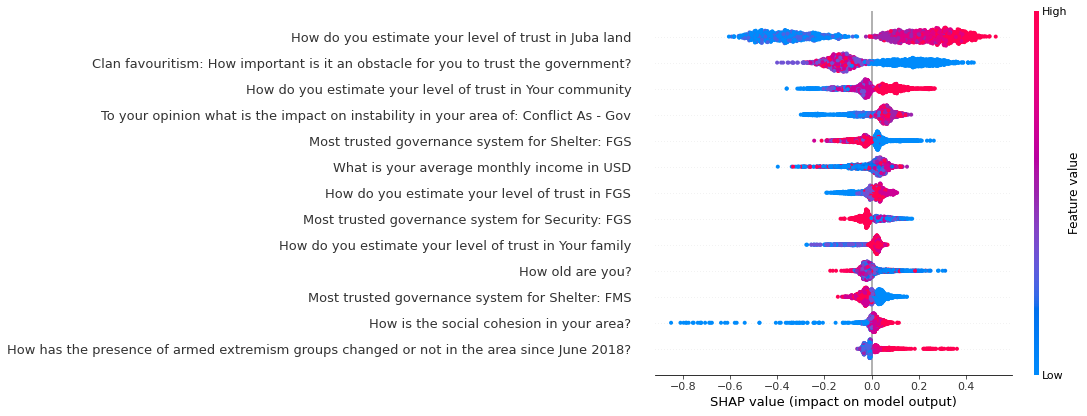 High
How do you estimate your level of trust in Juba land
Clan favouritism: How important is it an obstacle for you to trust the government?
How do you estimate your level of trust in Your community
To your opinion what is the impact on instability in your area of: Conflict As - Gov
Most trusted governance system for Shelter: FGS
What is your average monthly income in USD
How do you estimate your level of trust in FGS
Most trusted governance system for Security: FGS
How do you estimate your level of trust in Your family
How old are you?
Most trusted governance system for Shelter: FMS
How is the social cohesion in your area?
How has the presence of armed extremism groups changed or not in the area since June 2018?
Feature value
Low
−0.8 −0.6 −0.4 −0.2 0.0 0.2 0.4
SHAP value (impact on model output)